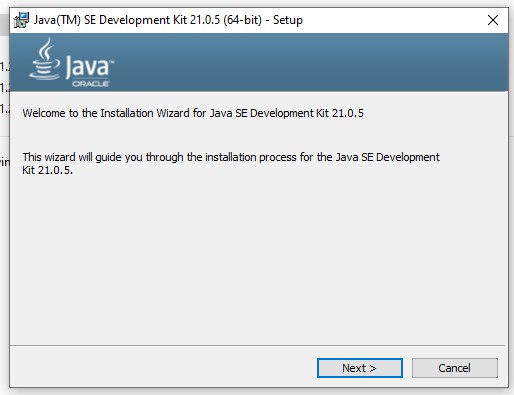 Java(TM) SE Development Kit 21.0.5 (64-bit) - Setup
Java™
ORACLE
Welcome to the Installation Wizard for Java SE Development Kit 21.0.5
This wizard will guide you through the installation process for the Java SE Development
Kit 21.0.5.
Next >
Cancel